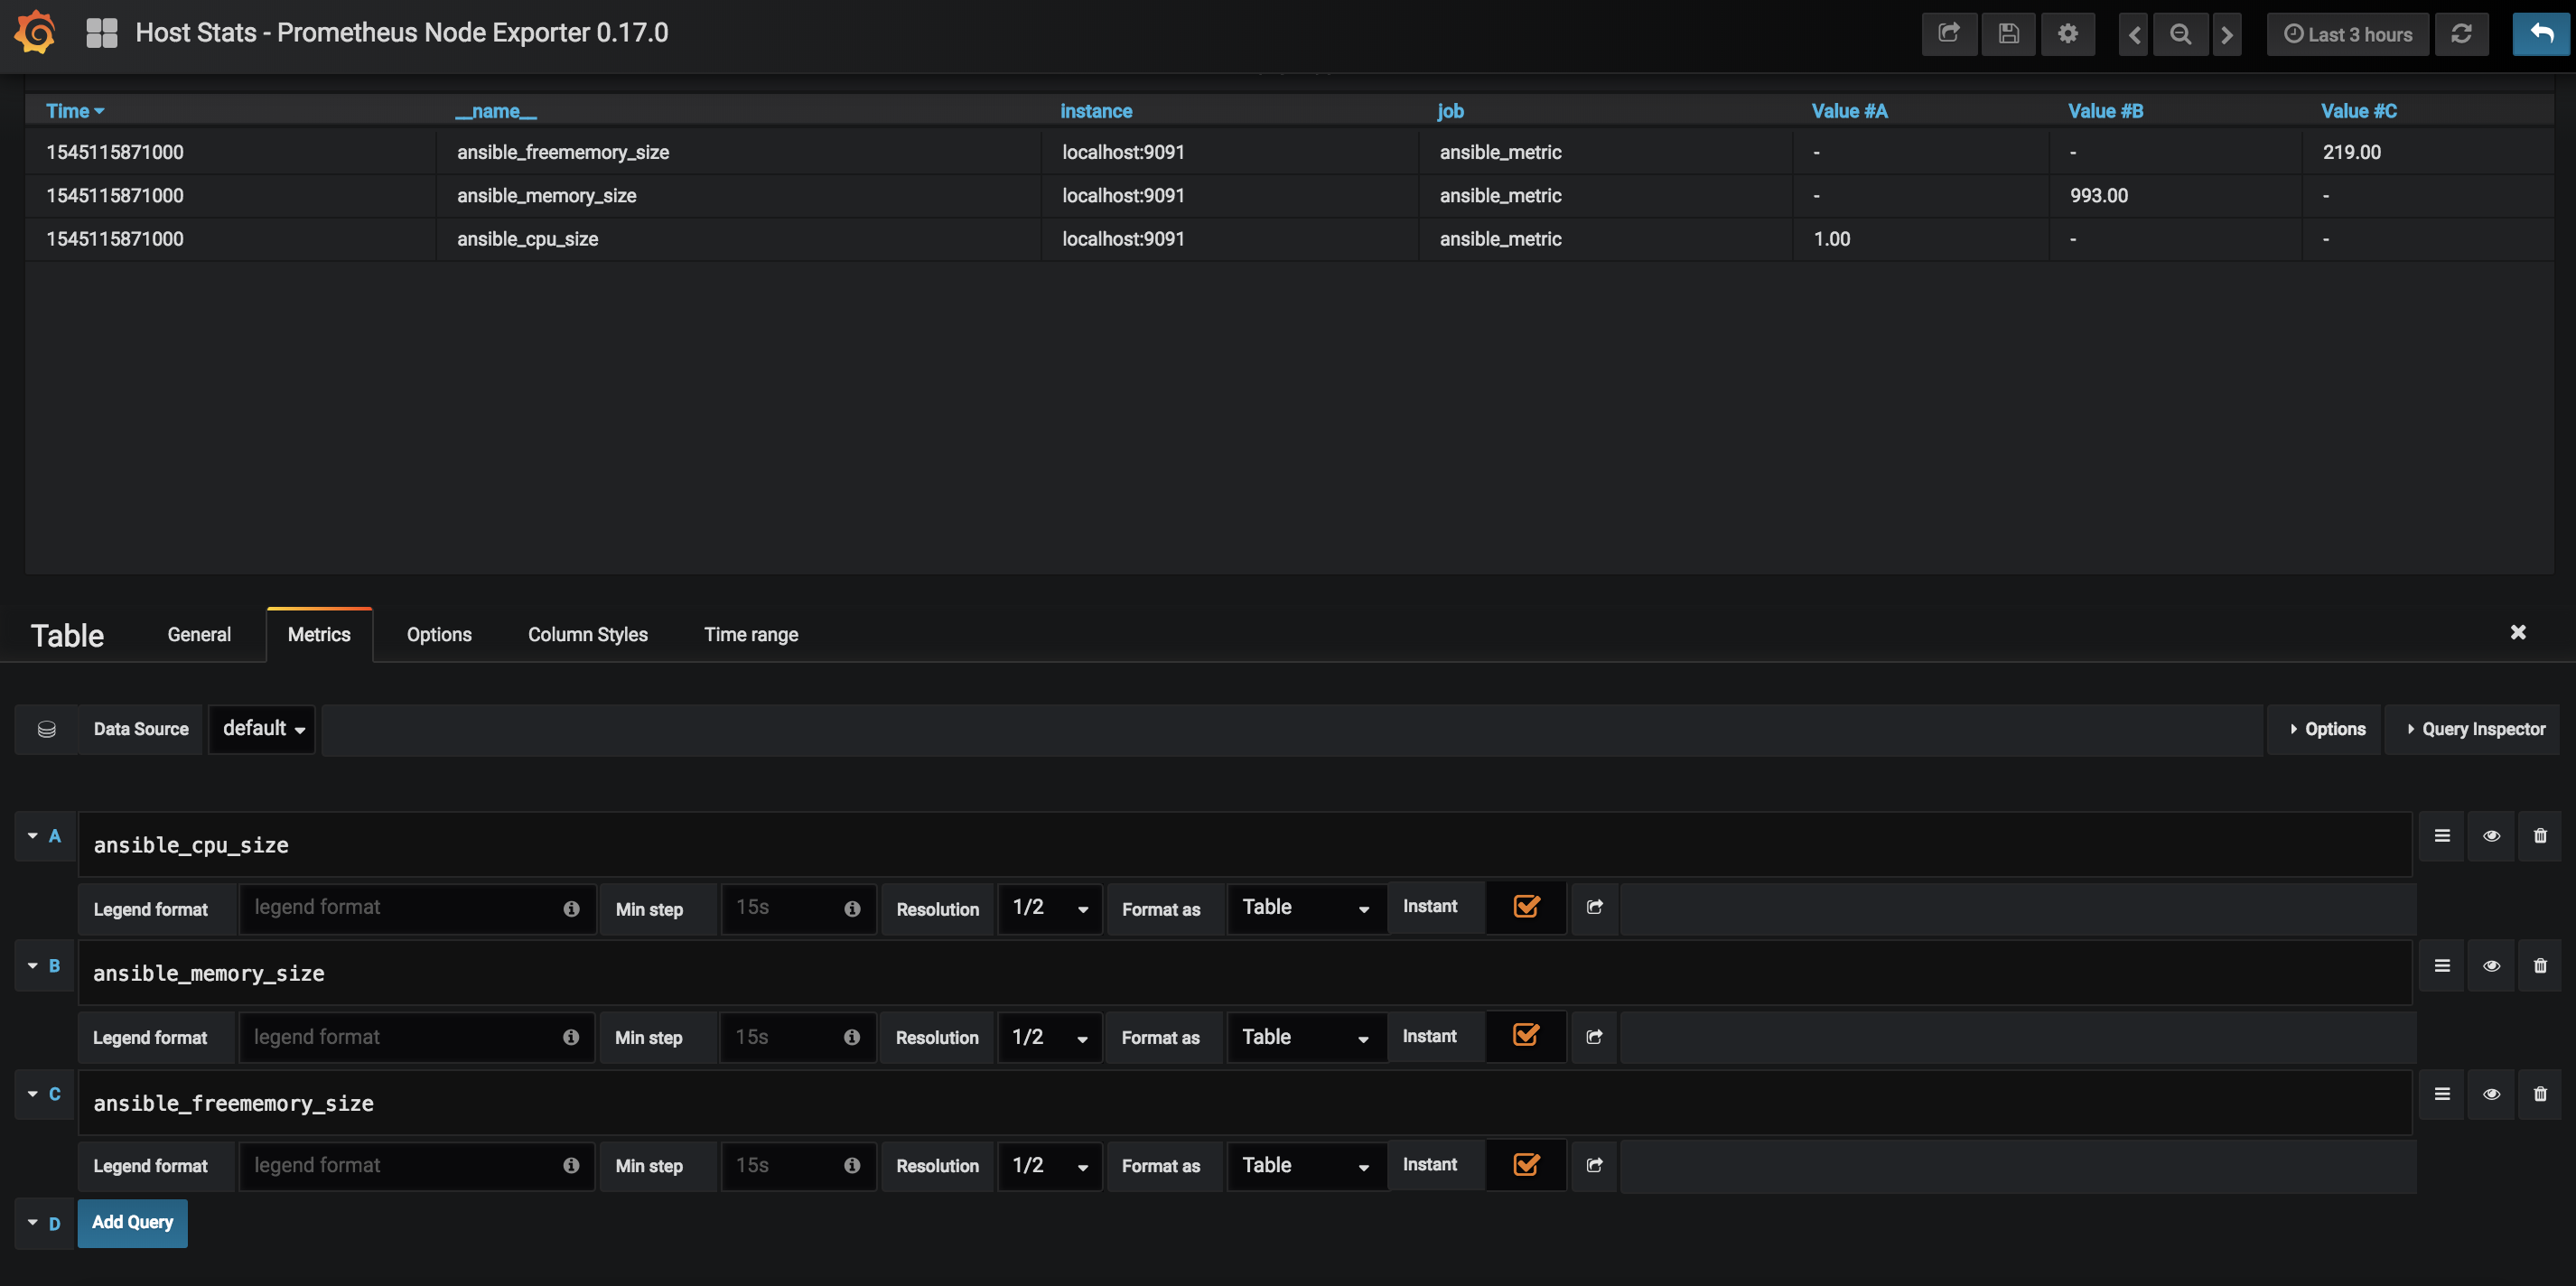 Host Stats - Prometheus Node Exporter 0.17.0 Last 3 hours
Time __name__ instance job Value #A Value #B Value #C
1545115871000 ansible_freememory_size localhost:9091 ansible_metric - - 219.00
1545115871000 ansible_memory_size localhost:9091 ansible_metric - 993.00 -
1545115871000 ansible_cpu_size localhost:9091 ansible_metric 1.00 - -
Table General Metrics Options Column Styles Time range
Data Source default Options Query Inspector
A ansible_cpu_size
Legend format legend format Min step 15s Resolution 1/2 Format as Table Instant
B ansible_memory_size
Legend format legend format Min step 15s Resolution 1/2 Format as Table Instant
C ansible_freememory_size
Legend format legend format Min step 15s Resolution 1/2 Format as Table Instant
D Add Query